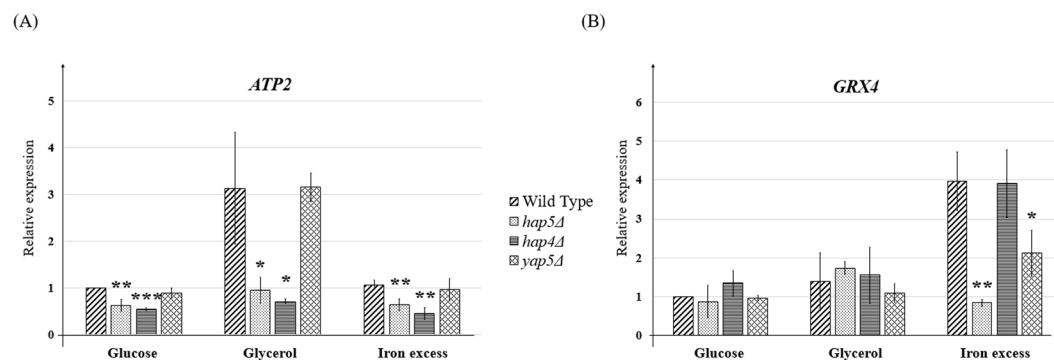 (A)
ATP2
Relative expression
5
4
3
2
1
0
** *** * * ** **
Glucose Glycerol Iron excess
Wild Type
hap5Δ
hap4Δ
yap5Δ
(B)
GRX4
Relative expression
6
5
4
3
2
1
0
** *
Glucose Glycerol Iron excess